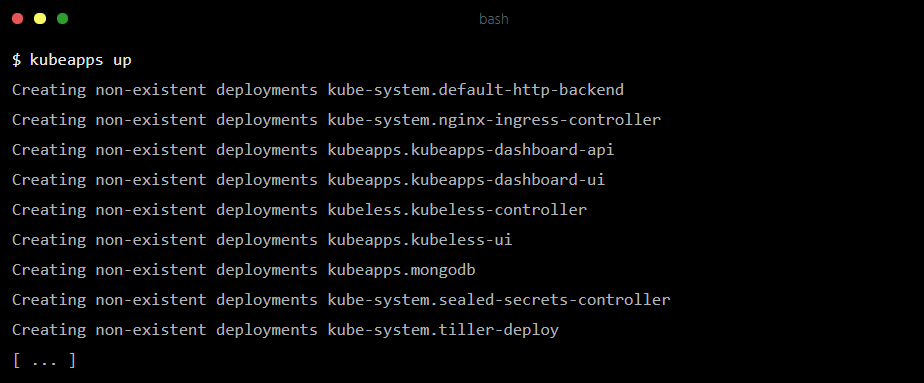 bash
$ kubeapps up
Creating non-existent deployments kube-system.default-http-backend
Creating non-existent deployments kube-system.nginx-ingress-controller
Creating non-existent deployments kubeapps.kubeapps-dashboard-api
Creating non-existent deployments kubeapps.kubeapps-dashboard-ui
Creating non-existent deployments kubeless.kubeless-controller
Creating non-existent deployments kubeapps.kubeless-ui
Creating non-existent deployments kubeapps.mongodb
Creating non-existent deployments kube-system.sealed-secrets-controller
Creating non-existent deployments kube-system.tiller-deploy
[ ... ]